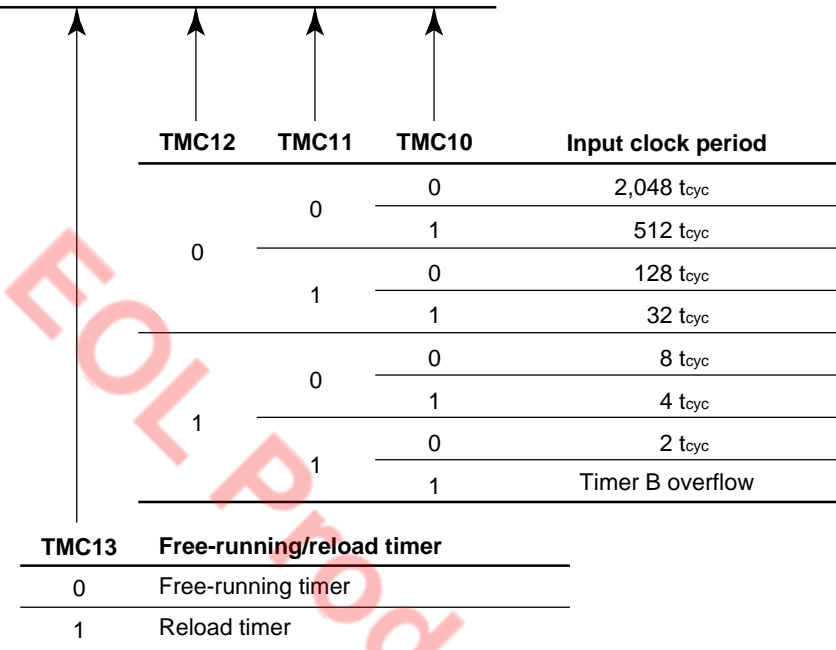 TMC12 TMC11 TMC10 Input clock period
0 0 0 2,048 tcyc
1 512 tcyc
1 0 128 tcyc
1 32 tcyc
1 0 0 8 tcyc
1 4 tcyc
1 0 2 tcyc
1 Timer B overflow
TMC13 Free-running/reload timer
0 Free-running timer
1 Reload timer
EOL Prod